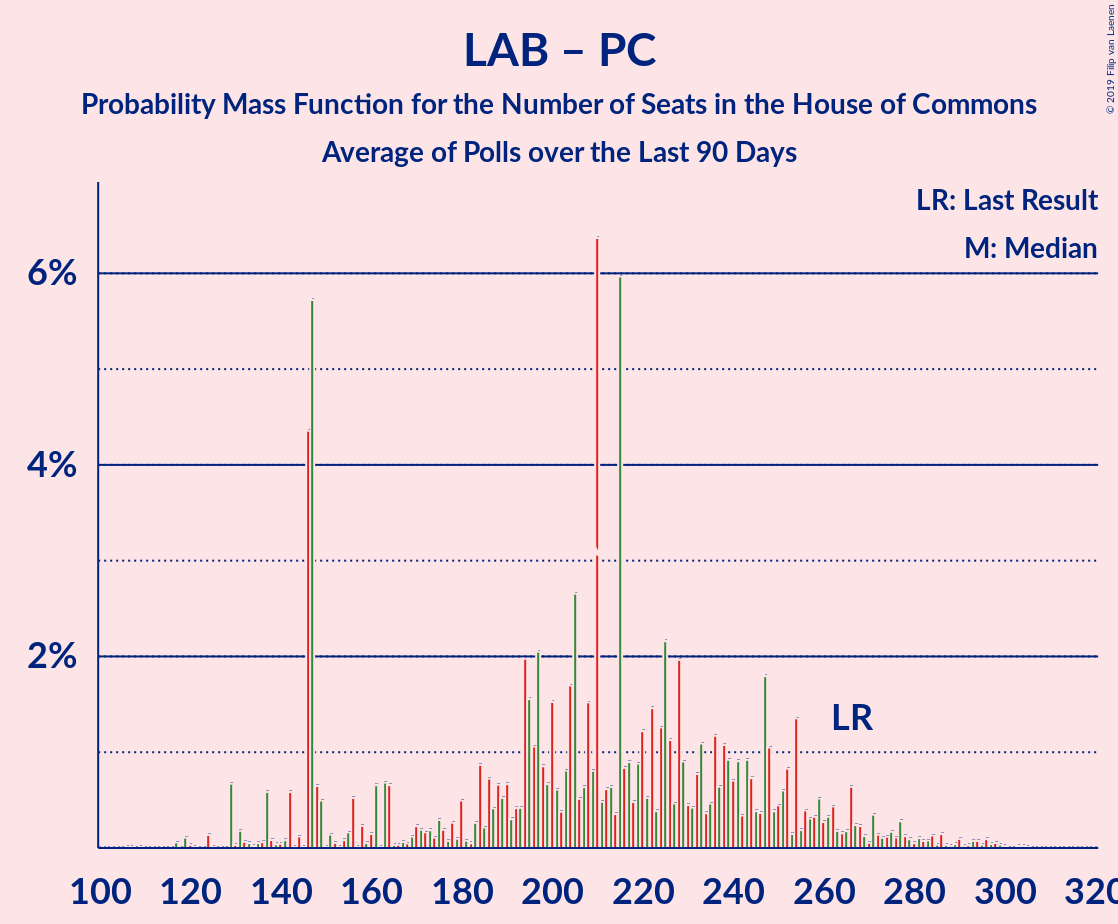 LAB – PC
Probability Mass Function for the Number of Seats in the House of Commons
Average of Polls over the Last 90 Days
© 2019 Filip van Laenen
LR: Last Result
M: Median
6%
4%
2%
LR
100 120 140 160 180 200 220 240 260 280 300 320